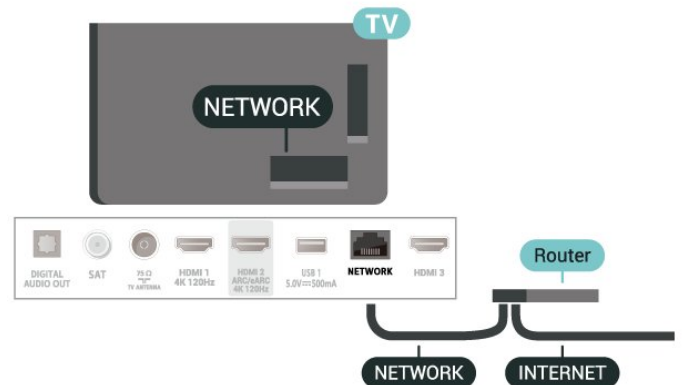 TV
NETWORK
DIGITAL
AUDIO OUT
SAT
75 Ω
TV ANTENNA
HDMI 1
4K 120Hz
HDMI 2
ARC/eARC
4K 120Hz
USB 1
5.0V⎓500mA
NETWORK
HDMI 3
Router
NETWORK
INTERNET